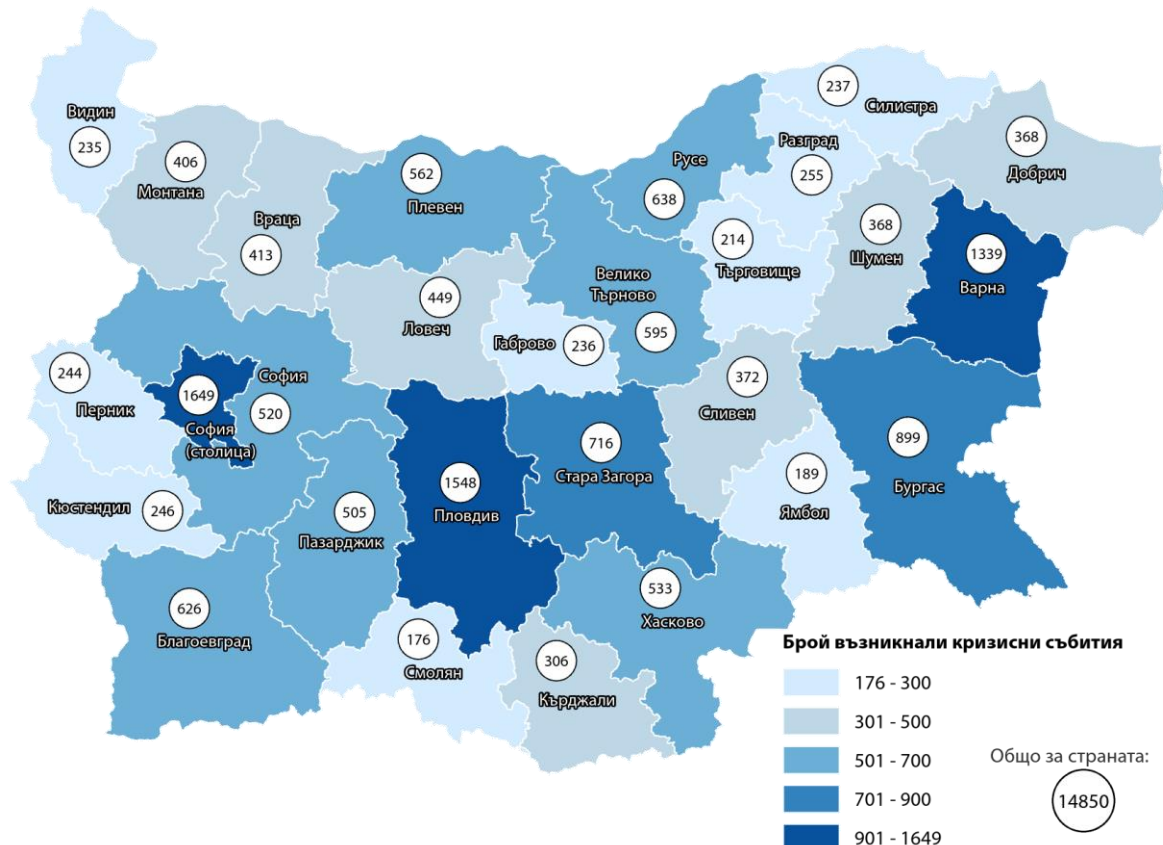 Видин
235
406
Монтана
Враца
413
562
Плевен
Русе
638
237
Силистра
Разград
255
368
Добрич
214
Търговище
368
Шумен
1339
Варна
Велико
Търново
595
449
Ловеч
Габрово
236
244
Перник
1649
София
(столица)
София
520
372
Сливен
716
Стара Загора
899
Бургас
189
Ямбол
1548
Пловдив
Кюстендил
246
505
Пазарджик
626
Благоевград
533
Хасково
176
Смолян
306
Кърджали
Брой възникнали кризисни събития
176 - 300
301 - 500
501 - 700
701 - 900
901 - 1649
Общо за страната:
14850